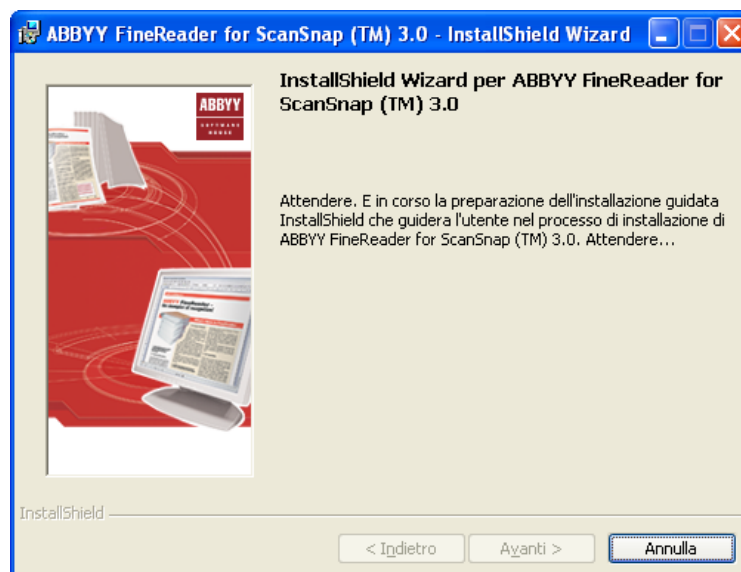 ABBYY FineReader for ScanSnap (TM) 3.0 - InstallShield Wizard
ABBYY
SOFTWARE
HOUSE
InstallShield Wizard per ABBYY FineReader for
ScanSnap (TM) 3.0
Attendere. E in corso la preparazione dell'installazione guidata
InstallShield che guidera l'utente nel processo di installazione di
ABBYY FineReader for ScanSnap (TM) 3.0. Attendere...
InstallShield
< Indietro
Avanti >
Annulla